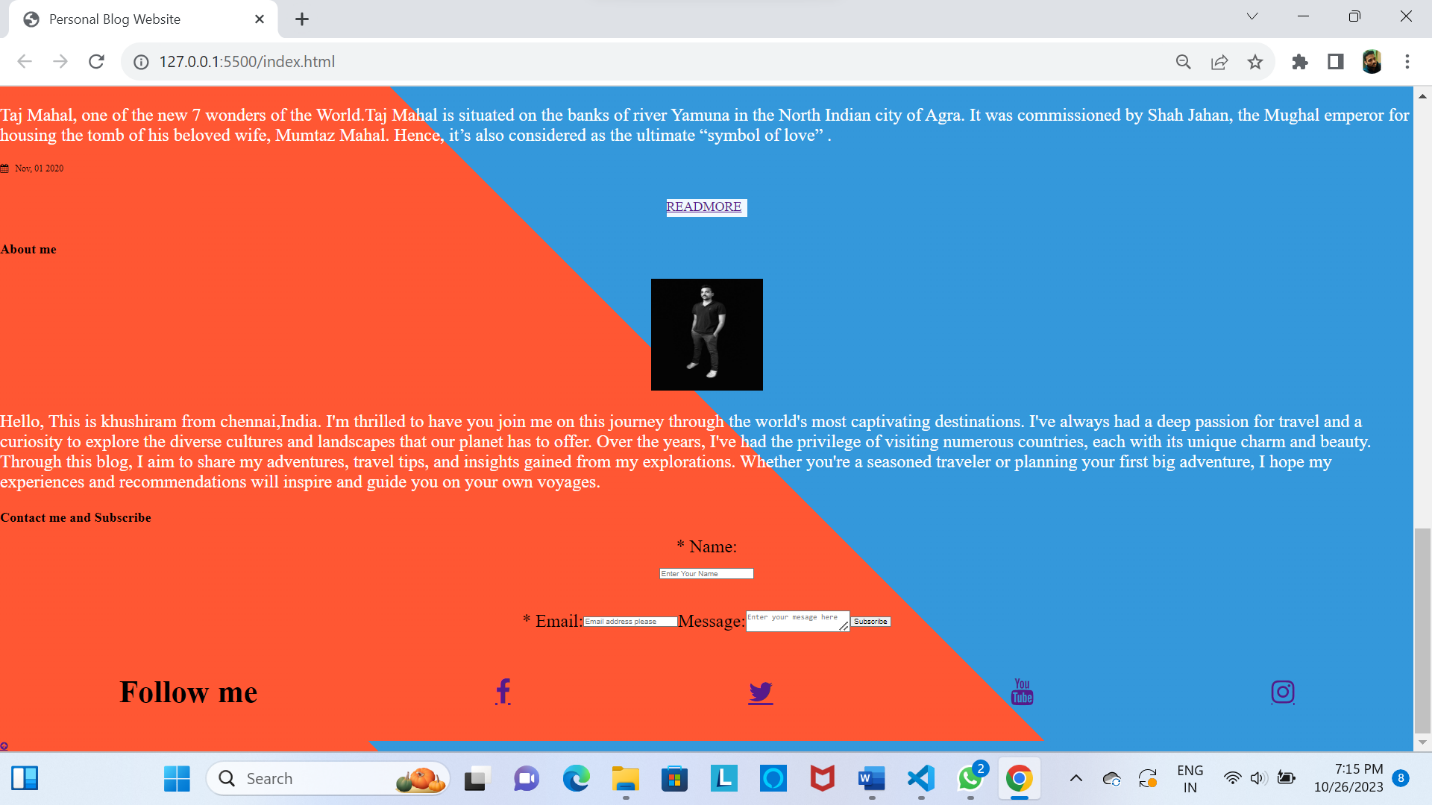 Personal Blog Website
127.0.0.1:5500/index.html
Taj Mahal, one of the new 7 wonders of the World.Taj Mahal is situated on the banks of river Yamuna in the North Indian city of Agra. It was commissioned by Shah Jahan, the Mughal emperor for
housing the tomb of his beloved wife, Mumtaz Mahal. Hence, it’s also considered as the ultimate “symbol of love” .
Nov, 01 2020
READMORE
About me
Hello, This is khushiram from chennai,India. I'm thrilled to have you join me on this journey through the world's most captivating destinations. I've always had a deep passion for travel and a
curiosity to explore the diverse cultures and landscapes that our planet has to offer. Over the years, I've had the privilege of visiting numerous countries, each with its unique charm and beauty.
Through this blog, I aim to share my adventures, travel tips, and insights gained from my explorations. Whether you're a seasoned traveler or planning your first big adventure, I hope my
experiences and recommendations will inspire and guide you on your own voyages.
Contact me and Subscribe
* Name:
Enter Your Name
* Email: Email address please Message: Enter your mesage here Subscribe
Follow me
You
Tube
Search
L
W
2
ENG
IN
7:15 PM
10/26/2023
8